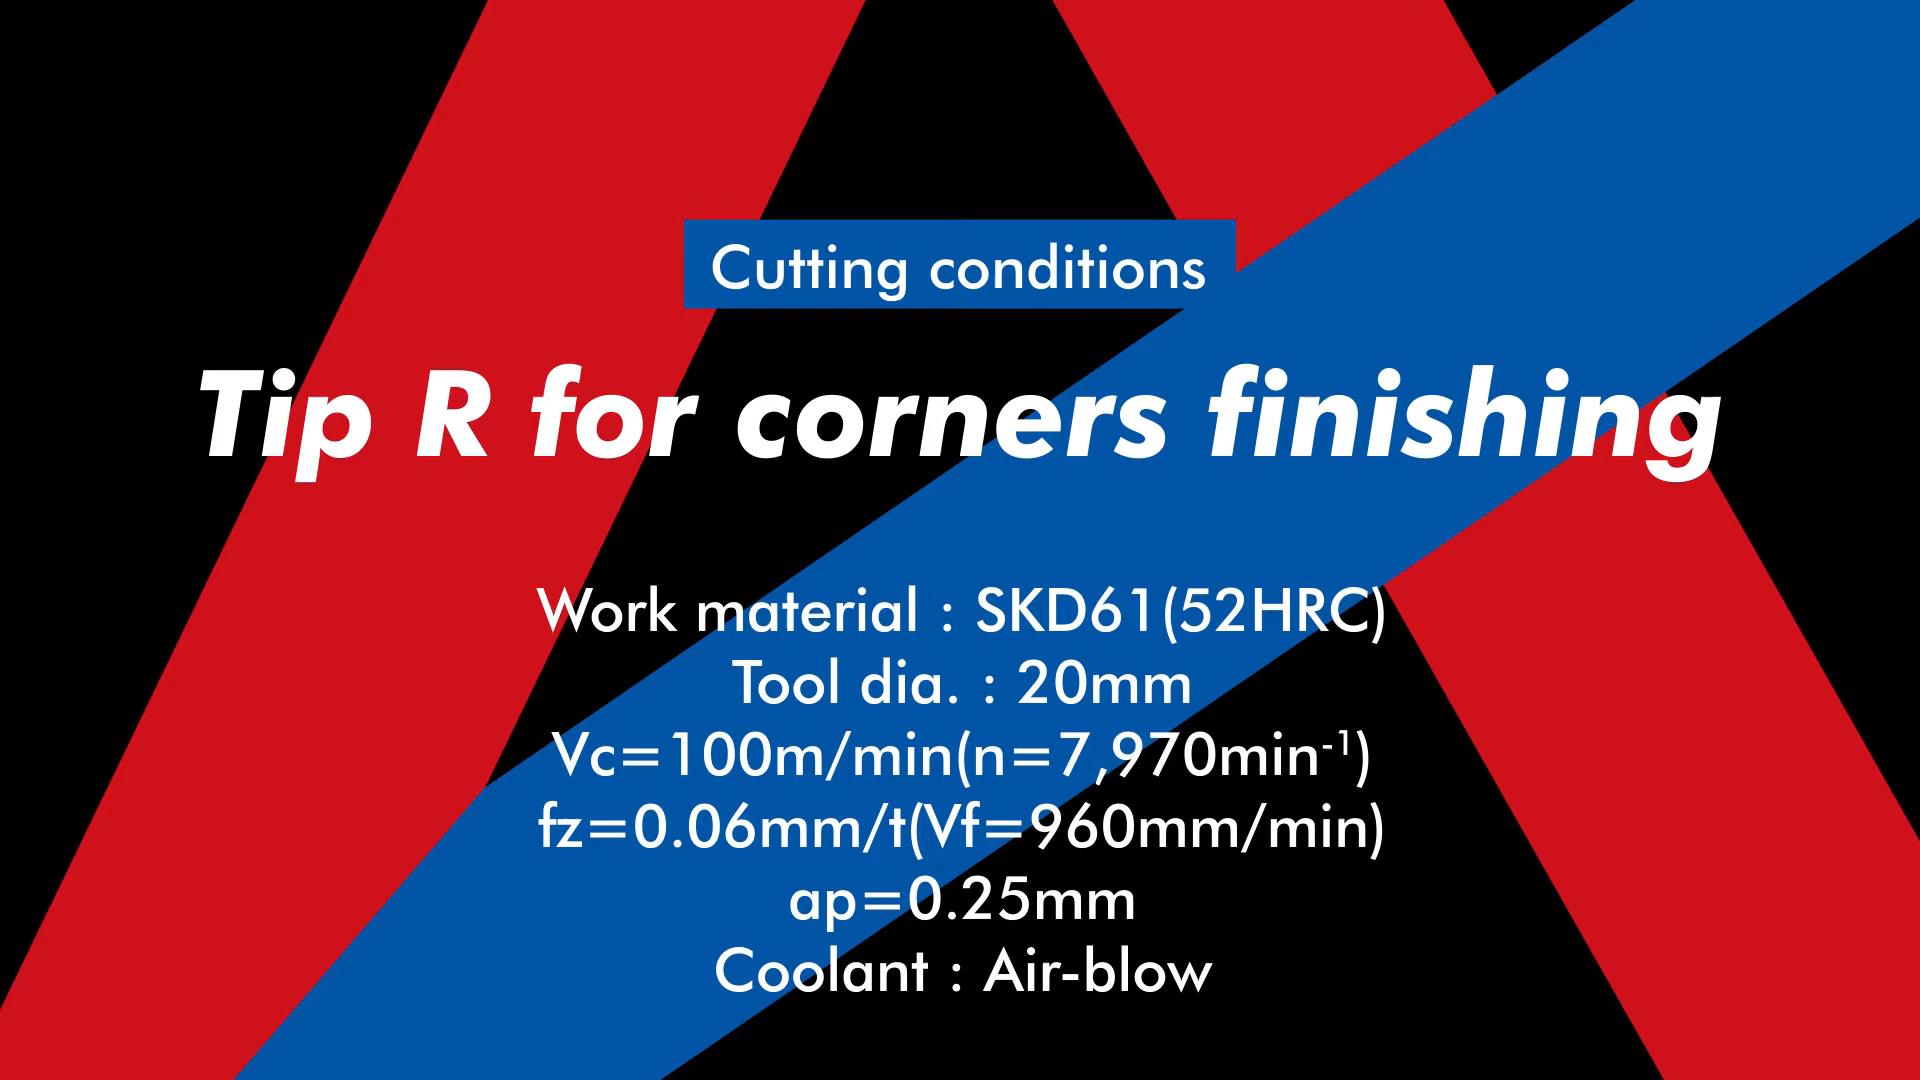 Cutting conditions
Tip R for corners finishing
Work material : SKD61(52HRC)
Tool dia. : 20mm
Vc=100m/min(n=7,970min⁻¹)
fz=0.06mm/t(Vf=960mm/min)
ap=0.25mm
Coolant : Air-blow